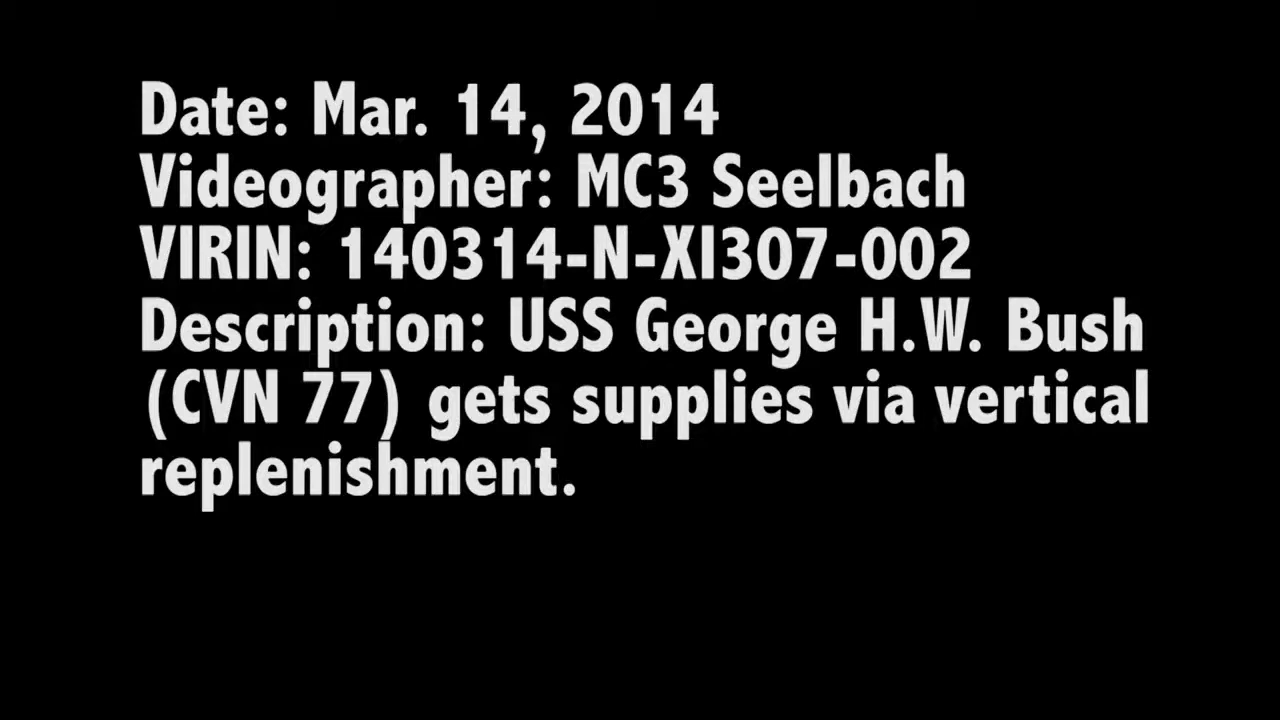 Date: Mar. 14, 2014
Videographer: MC3 Seelbach
VIRIN: 140314-N-XI307-002
Description: USS George H.W. Bush
(CVN 77) gets supplies via vertical
replenishment.